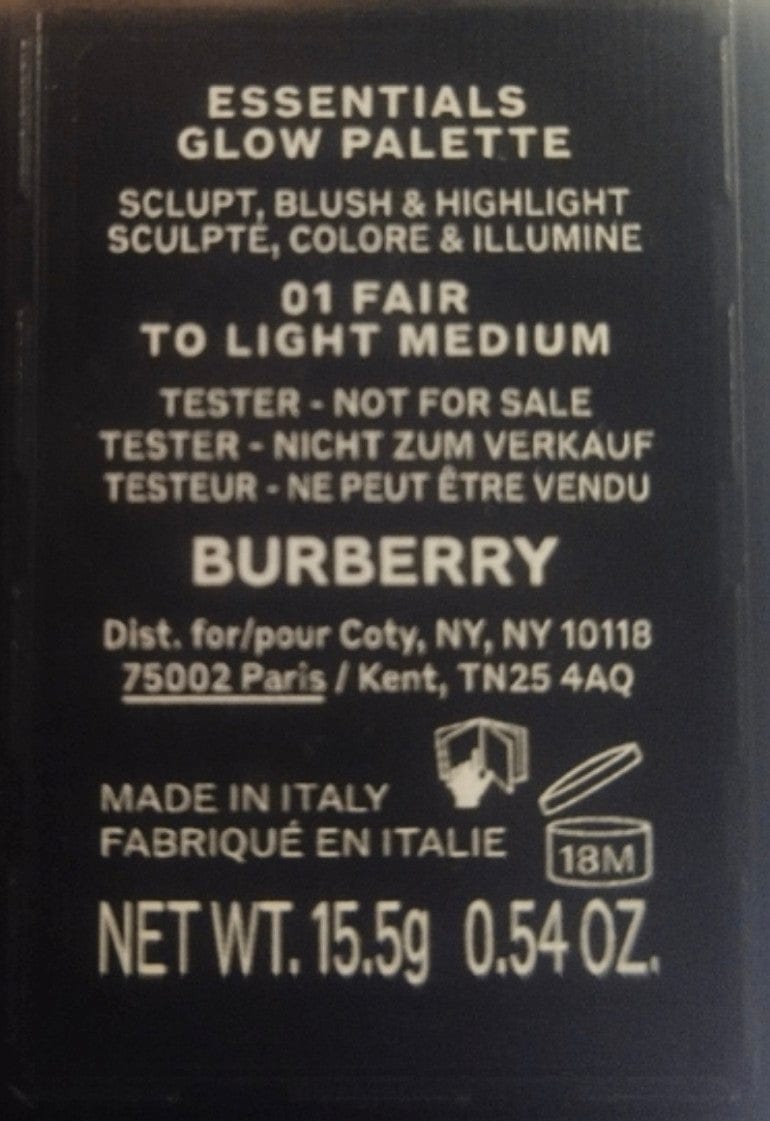 ESSENTIALS
GLOW PALETTE
SCLUPT, BLUSH & HIGHLIGHT
SCULPTE, COLORE & ILLUMINE
01 FAIR
TO LIGHT MEDIUM
TESTER - NOT FOR SALE
TESTER - NICHT ZUM VERKAUF
TESTEUR - NE PEUT ÊTRE VENDU
BURBERRY
Dist. for/pour Coty, NY, NY 10118
75002 Paris / Kent, TN25 4AQ
MADE IN ITALY
FABRIQUÉ EN ITALIE
18M
NET WT. 15.5g 0.54 OZ.